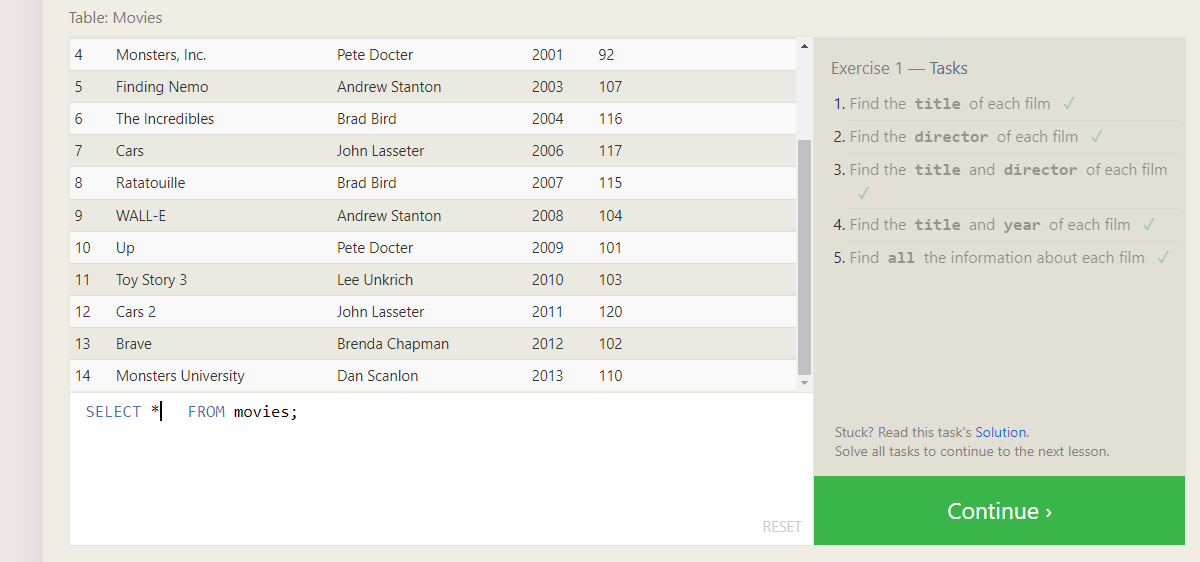 Table: Movies
4 Monsters, Inc. Pete Docter 2001 92
5 Finding Nemo Andrew Stanton 2003 107
6 The Incredibles Brad Bird 2004 116
7 Cars John Lasseter 2006 117
8 Ratatouille Brad Bird 2007 115
9 WALL-E Andrew Stanton 2008 104
10 Up Pete Docter 2009 101
11 Toy Story 3 Lee Unkrich 2010 103
12 Cars 2 John Lasseter 2011 120
13 Brave Brenda Chapman 2012 102
14 Monsters University Dan Scanlon 2013 110
SELECT * FROM movies;
RESET
Exercise 1 — Tasks
1. Find the title of each film ✓
2. Find the director of each film ✓
3. Find the title and director of each film
✓
4. Find the title and year of each film ✓
5. Find all the information about each film ✓
Stuck? Read this task's Solution.
Solve all tasks to continue to the next lesson.
Continue ›